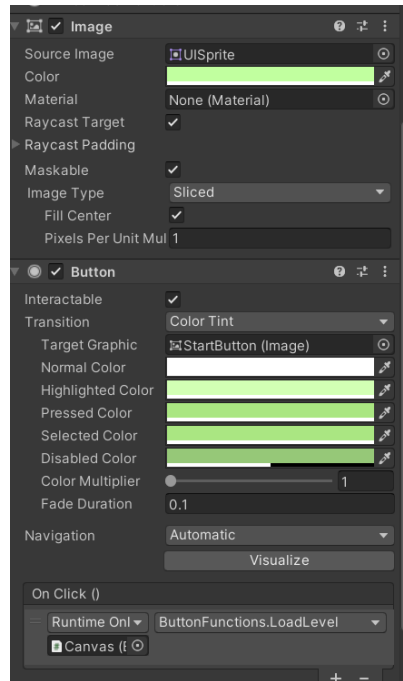 Image
Source Image UISprite
Color
Material None (Material)
Raycast Target
Raycast Padding
Maskable
Image Type Sliced
Fill Center
Pixels Per Unit Mul 1
Button
Interactable
Transition Color Tint
Target Graphic StartButton (Image)
Normal Color
Highlighted Color
Pressed Color
Selected Color
Disabled Color
Color Multiplier 1
Fade Duration 0.1
Navigation Automatic
Visualize
On Click ()
Runtime Onl ButtonFunctions.LoadLevel
Canvas (